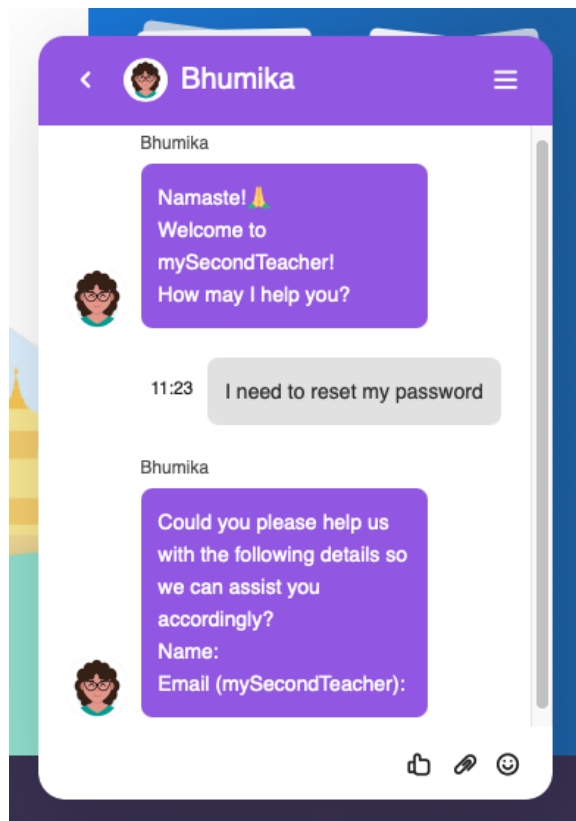 Bhumika
Bhumika
Namaste!🙏
Welcome to
mySecondTeacher!
How may I help you?
11:23 I need to reset my password
Bhumika
Could you please help us
with the following details so
we can assist you
accordingly?
Name:
Email (mySecondTeacher):